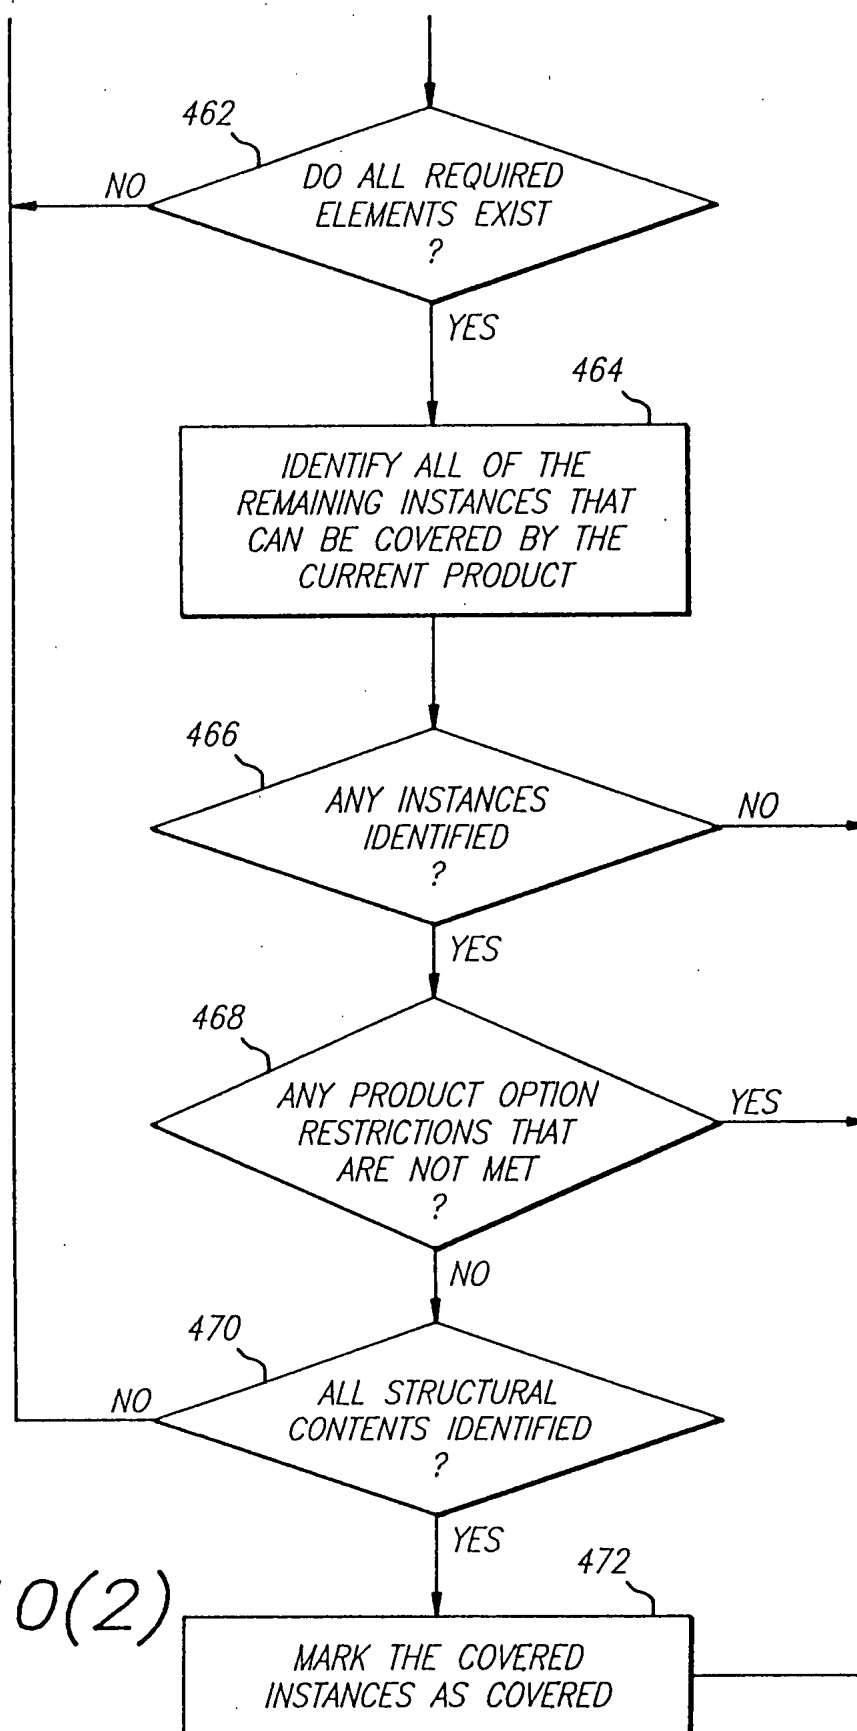 462
DO ALL REQUIRED
ELEMENTS EXIST
?
NO
YES
464
IDENTIFY ALL OF THE
REMAINING INSTANCES THAT
CAN BE COVERED BY THE
CURRENT PRODUCT
466
ANY INSTANCES
IDENTIFIED
?
NO
YES
468
ANY PRODUCT OPTION
RESTRICTIONS THAT
ARE NOT MET
?
YES
NO
470
ALL STRUCTURAL
CONTENTS IDENTIFIED
?
NO
YES
472
0(2)
MARK THE COVERED
INSTANCES AS COVERED